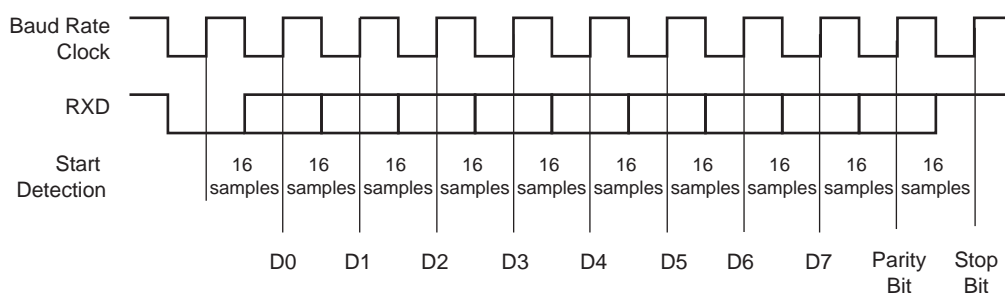 Baud Rate
Clock
RXD
Start
Detection
16 16 16 16 16 16 16 16 16 16
samples samples samples samples samples samples samples samples samples samples
D0 D1 D2 D3 D4 D5 D6 D7 Parity Stop
Bit Bit